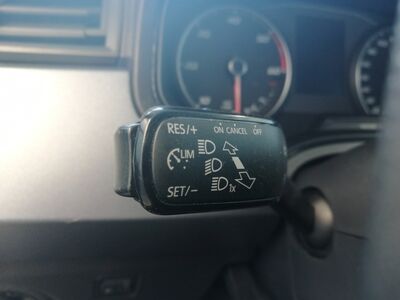 RES/+ ON CANCEL OFF
LIM
SET/- 1x